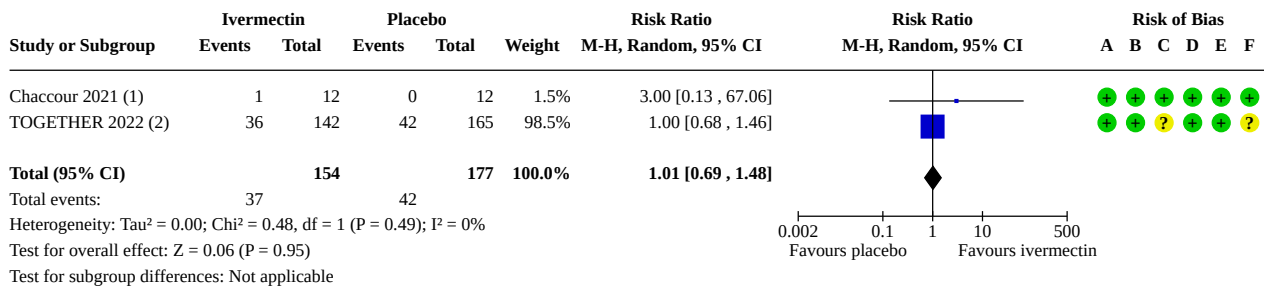 Ivermectin Placebo Risk Ratio Risk Ratio Risk of Bias
Study or Subgroup Events Total Events Total Weight M-H, Random, 95% CI M-H, Random, 95% CI A B C D E F
Chaccour 2021 (1) 1 12 0 12 1.5% 3.00 [0.13 , 67.06] + + + + + +
TOGETHER 2022 (2) 36 142 42 165 98.5% 1.00 [0.68 , 1.46] + + ? + + ?
Total (95% CI) 154 177 100.0% 1.01 [0.69 , 1.48]
Total events: 37 42
Heterogeneity: Tau² = 0.00; Chi² = 0.48, df = 1 (P = 0.49); I² = 0%
Test for overall effect: Z = 0.06 (P = 0.95)
Test for subgroup differences: Not applicable
0.002 0.1 1 10 500
Favours placebo Favours ivermectin